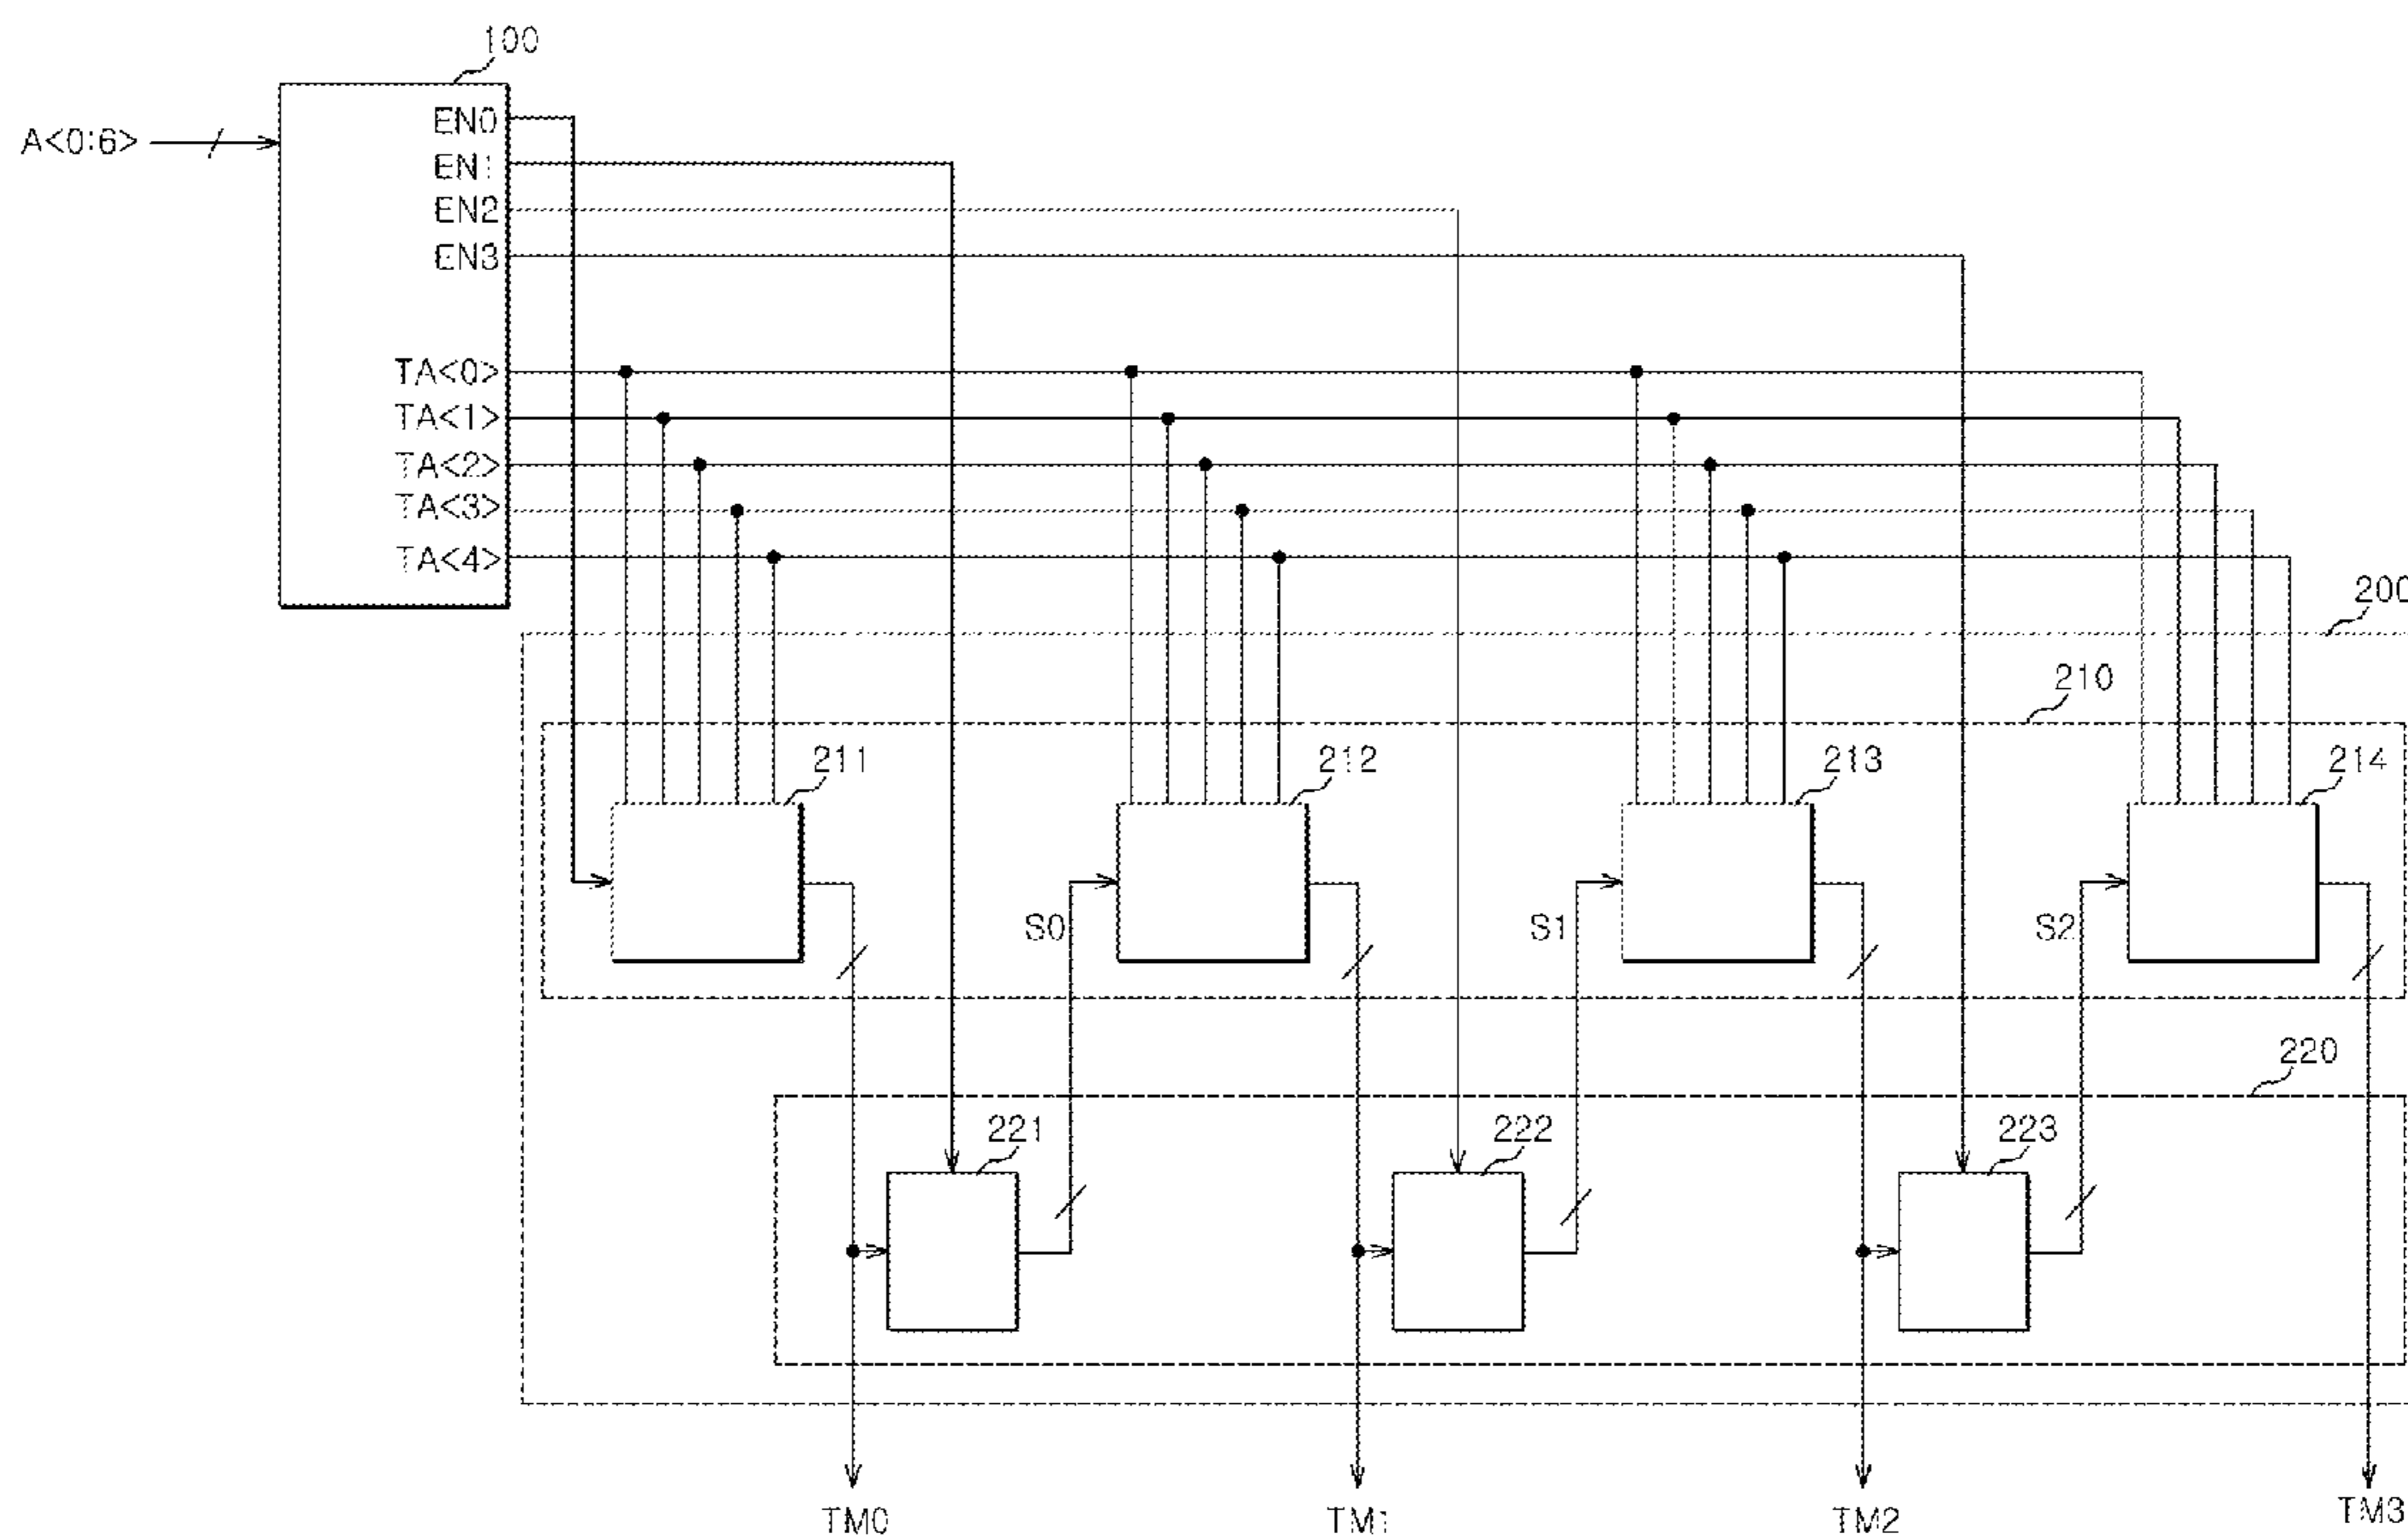 100
A<0:6>
EN0
EN1
EN2
EN3
TA<0>
TA<1>
TA<2>
TA<3>
TA<4>
200
210
211
212
213
214
S0
S1
S2
220
221
222
223
TM0
TM1
TM2
TM3